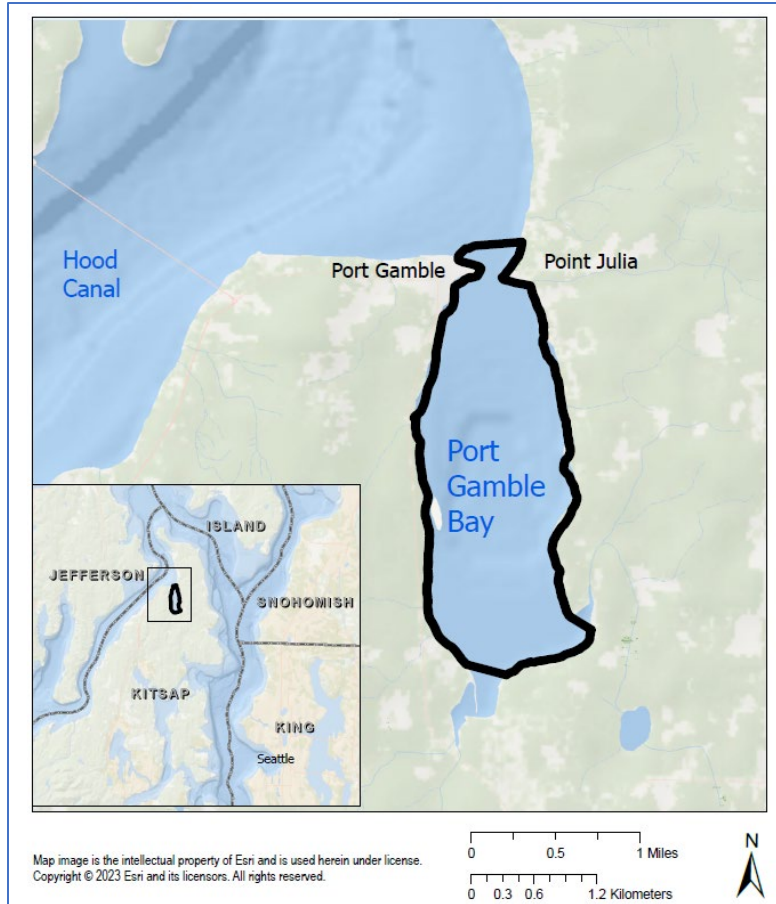 Hood
Canal
Port Gamble
Point Julia
Port
Gamble
Bay
ISLAND
JEFFERSON
SNOHOMISH
KITSAP
KING
Seattle
Map image is the intellectual property of Esri and is used herein under license.
Copyright © 2023 Esri and its licensors. All rights reserved.
0 0.5 1 Miles
0 0.3 0.6 1.2 Kilometers
N